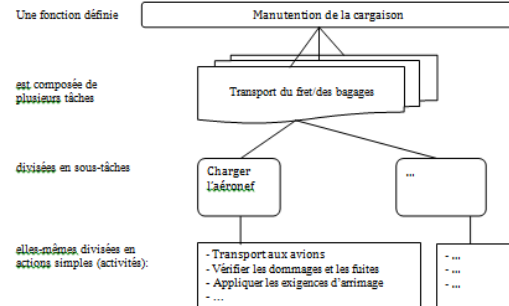 Une fonction définie
Manutention de la cargaison
est composée de
plusieurs tâches
Transport du fret/des bagages
divisées en sous-tâches
Charger
l'aéronef
...
elles-mêmes divisées en
actions simples (activités):
- Transport aux avions
- Vérifier les dommages et les fuites
- Appliquer les exigences d'arrimage
- ...
- ...
- ...
- ...